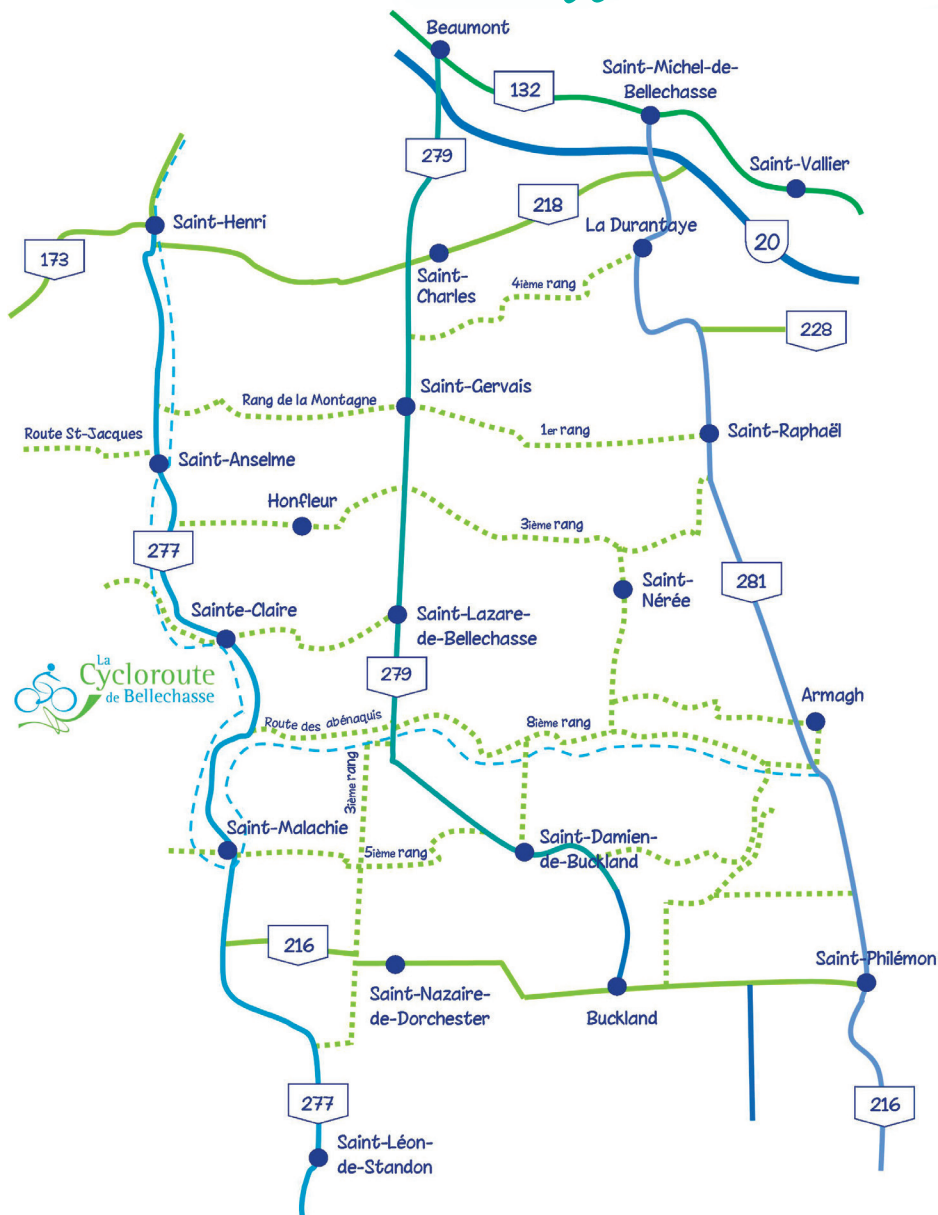 Beaumont
Saint-Michel-de-
Bellechasse
132
279
Saint-Vallier
218
Saint-Henri
La Durantaye
20
173
Saint-
Charles
4ième rang
228
Saint-Gervais
Rang de la Montagne
Route St-Jacques
1er rang
Saint-Raphaël
Saint-Anselme
Honfleur
3ième rang
277
281
Saint-
Nérée
Sainte-Claire
Saint-Lazare-
de-Bellechasse
La
Cycloroute
de Bellechasse
279
Armagh
Route des abénaquis
8ième rang
3ième rang
Saint-Malachie
5ième rang
Saint-Damien-
de-Buckland
216
Saint-Philémon
Saint-Nazaire-
de-Dorchester
Buckland
277
216
Saint-Léon-
de-Standon